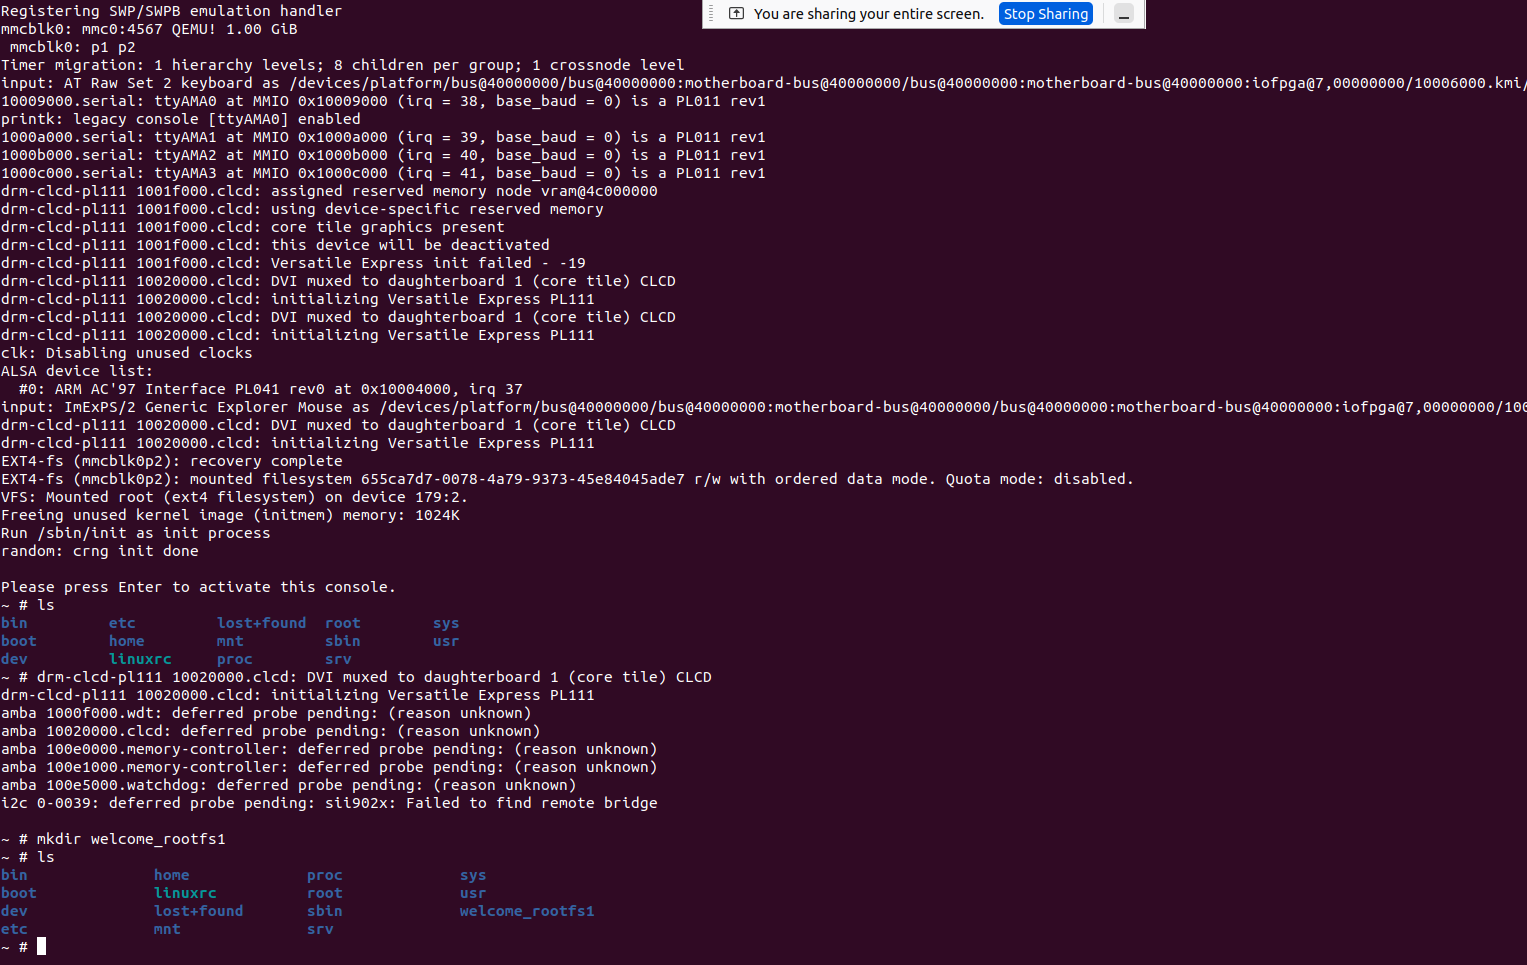 Registering SWP/SWPB emulation handler
You are sharing your entire screen. Stop Sharing
mmcblk0: mmc0:4567 QEMU! 1.00 GiB
 mmcblk0: p1 p2
Timer migration: 1 hierarchy levels; 8 children per group; 1 crossnode level
input: AT Raw Set 2 keyboard as /devices/platform/bus@40000000/bus@40000000:motherboard-bus@40000000/bus@40000000:motherboard-bus@40000000:iofpga@7,00000000/10006000.kmi/
10009000.serial: ttyAMA0 at MMIO 0x10009000 (irq = 38, base_baud = 0) is a PL011 rev1
printk: legacy console [ttyAMA0] enabled
1000a000.serial: ttyAMA1 at MMIO 0x1000a000 (irq = 39, base_baud = 0) is a PL011 rev1
1000b000.serial: ttyAMA2 at MMIO 0x1000b000 (irq = 40, base_baud = 0) is a PL011 rev1
1000c000.serial: ttyAMA3 at MMIO 0x1000c000 (irq = 41, base_baud = 0) is a PL011 rev1
drm-clcd-pl111 1001f000.clcd: assigned reserved memory node vram@4c000000
drm-clcd-pl111 1001f000.clcd: using device-specific reserved memory
drm-clcd-pl111 1001f000.clcd: core tile graphics present
drm-clcd-pl111 1001f000.clcd: this device will be deactivated
drm-clcd-pl111 1001f000.clcd: Versatile Express init failed - -19
drm-clcd-pl111 10020000.clcd: DVI muxed to daughterboard 1 (core tile) CLCD
drm-clcd-pl111 10020000.clcd: initializing Versatile Express PL111
drm-clcd-pl111 10020000.clcd: DVI muxed to daughterboard 1 (core tile) CLCD
drm-clcd-pl111 10020000.clcd: initializing Versatile Express PL111
clk: Disabling unused clocks
ALSA device list:
  #0: ARM AC'97 Interface PL041 rev0 at 0x10004000, irq 37
input: ImExPS/2 Generic Explorer Mouse as /devices/platform/bus@40000000/bus@40000000:motherboard-bus@40000000/bus@40000000:motherboard-bus@40000000:iofpga@7,00000000/100
drm-clcd-pl111 10020000.clcd: DVI muxed to daughterboard 1 (core tile) CLCD
drm-clcd-pl111 10020000.clcd: initializing Versatile Express PL111
EXT4-fs (mmcblk0p2): recovery complete
EXT4-fs (mmcblk0p2): mounted filesystem 655ca7d7-0078-4a79-9373-45e84045ade7 r/w with ordered data mode. Quota mode: disabled.
VFS: Mounted root (ext4 filesystem) on device 179:2.
Freeing unused kernel image (initmem) memory: 1024K
Run /sbin/init as init process
random: crng init done
Please press Enter to activate this console.
~ # ls
bin         etc         lost+found  root        sys
boot        home        mnt         sbin        usr
dev         linuxrc     proc        srv
~ # drm-clcd-pl111 10020000.clcd: DVI muxed to daughterboard 1 (core tile) CLCD
drm-clcd-pl111 10020000.clcd: initializing Versatile Express PL111
amba 1000f000.wdt: deferred probe pending: (reason unknown)
amba 10020000.clcd: deferred probe pending: (reason unknown)
amba 100e0000.memory-controller: deferred probe pending: (reason unknown)
amba 100e1000.memory-controller: deferred probe pending: (reason unknown)
amba 100e5000.watchdog: deferred probe pending: (reason unknown)
i2c 0-0039: deferred probe pending: sii902x: Failed to find remote bridge
~ # mkdir welcome_rootfs1
~ # ls
bin              home             proc             sys
boot             linuxrc          root             usr
dev              lost+found       sbin             welcome_rootfs1
etc              mnt              srv
~ #